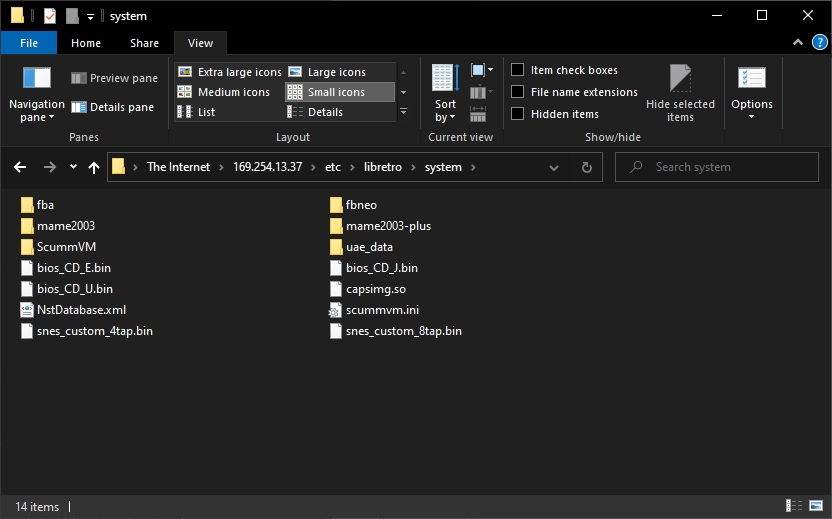 system
File Home Share View
Navigation pane
Preview pane
Details pane
Panes
Extra large icons Large icons
Medium icons Small icons
List Details
Layout
Sort by
Current view
Item check boxes
File name extensions
Hidden items
Hide selected items
Show/hide
Options
The Internet 169.254.13.37 etc libretro system
Search system
fba fbneo
mame2003 mame2003-plus
ScummVM uae_data
bios_CD_E.bin bios_CD_J.bin
bios_CD_U.bin capsimg.so
NstDatabase.xml scummvm.ini
snes_custom_4tap.bin snes_custom_8tap.bin
14 items